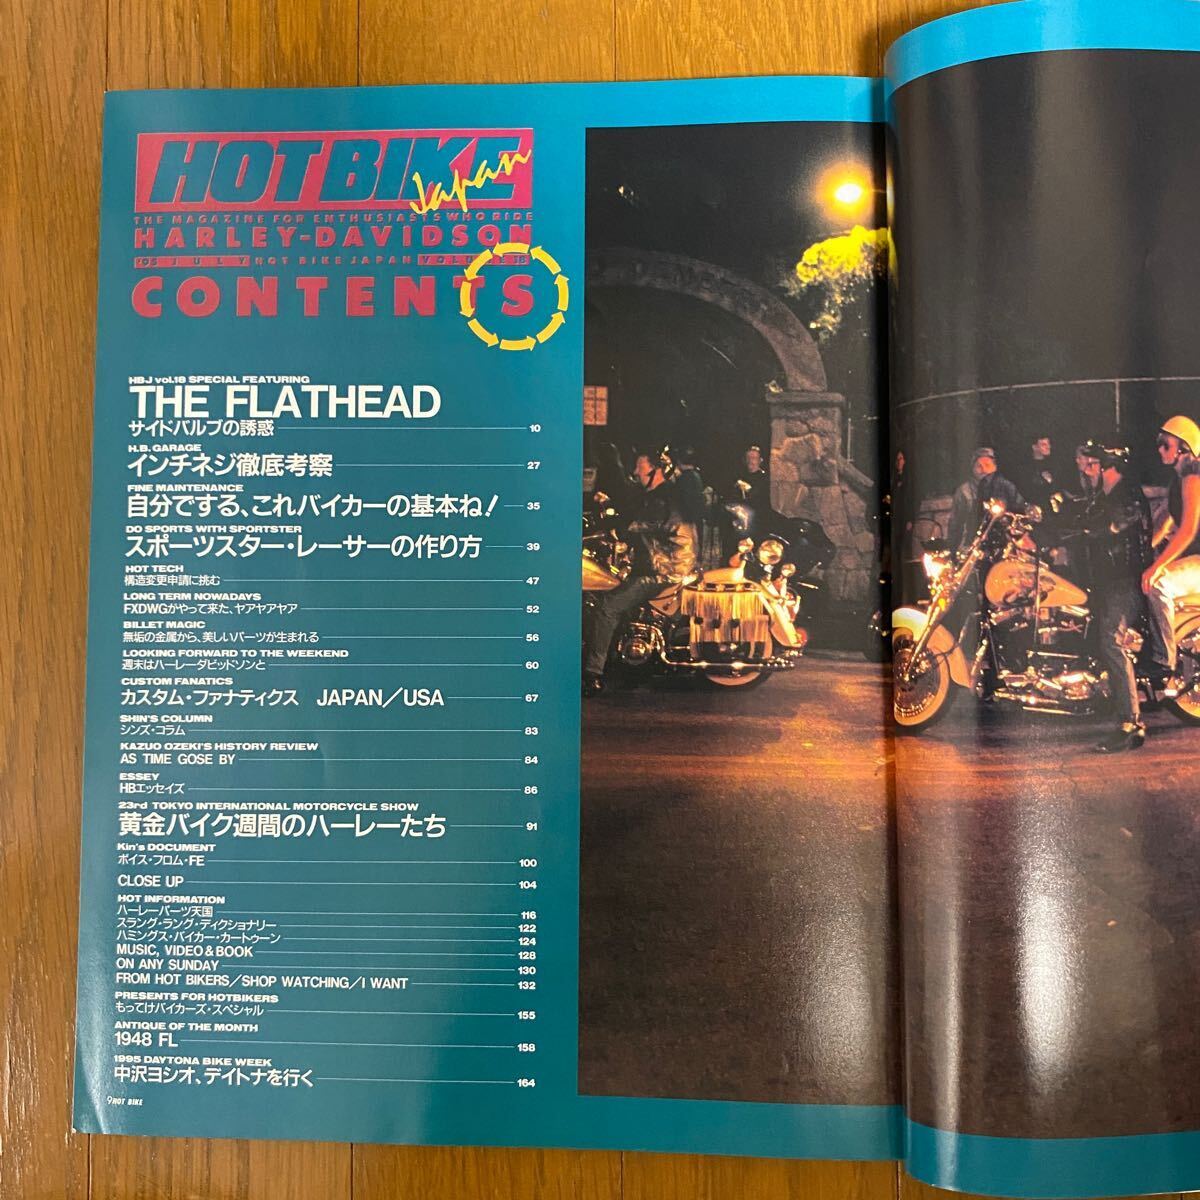 HOT BIKE
Japan
THE MAGAZINE FOR ENTHUSIASTS WHO RIDE
HARLEY-DAVIDSON
'95 JULY HOT BIKE JAPAN VOLUME 18
CONTENTS
HBJ vol.18 SPECIAL FEATURING
THE FLATHEAD
サイドバルブの誘惑 10
H.B. GARAGE
インチネジ徹底考察 27
FINE MAINTENANCE
自分でする、これバイカーの基本ね! 35
DO SPORTS WITH SPORTSTER
スポーツスター・レーサーの作り方 39
HOT TECH
構造変更申請に挑む 47
LONG TERM NOWADAYS
FXDWGがやって来た、ヤアヤアヤア 52
BILLET MAGIC
無垢の金属から、美しいパーツが生まれる 56
LOOKING FORWARD TO THE WEEKEND
週末はハーレーダビッドソンと 60
CUSTOM FANATICS
カスタム・ファナティクス JAPAN/USA 67
SHIN'S COLUMN
シンズ・コラム 83
KAZUO OZEKI'S HISTORY REVIEW
AS TIME GOSE BY 84
ESSEY
HBエッセイズ 86
23rd TOKYO INTERNATIONAL MOTORCYCLE SHOW
黄金バイク週間のハーレーたち 91
Kin's DOCUMENT
ボイス・フロム・FE 100
CLOSE UP 104
HOT INFORMATION
ハーレーパーツ天国 116
スラング・ラング・ディクショナリー 122
ハミングス・バイカー・カートゥーン 124
MUSIC, VIDEO & BOOK 128
ON ANY SUNDAY 130
FROM HOT BIKERS/SHOP WATCHING/I WANT 132
PRESENTS FOR HOTBIKERS
もってけバイカーズ・スペシャル 155
ANTIQUE OF THE MONTH
1948 FL 158
1995 DAYTONA BIKE WEEK
中沢ヨシオ、デイトナを行く 164
9 HOT BIKE